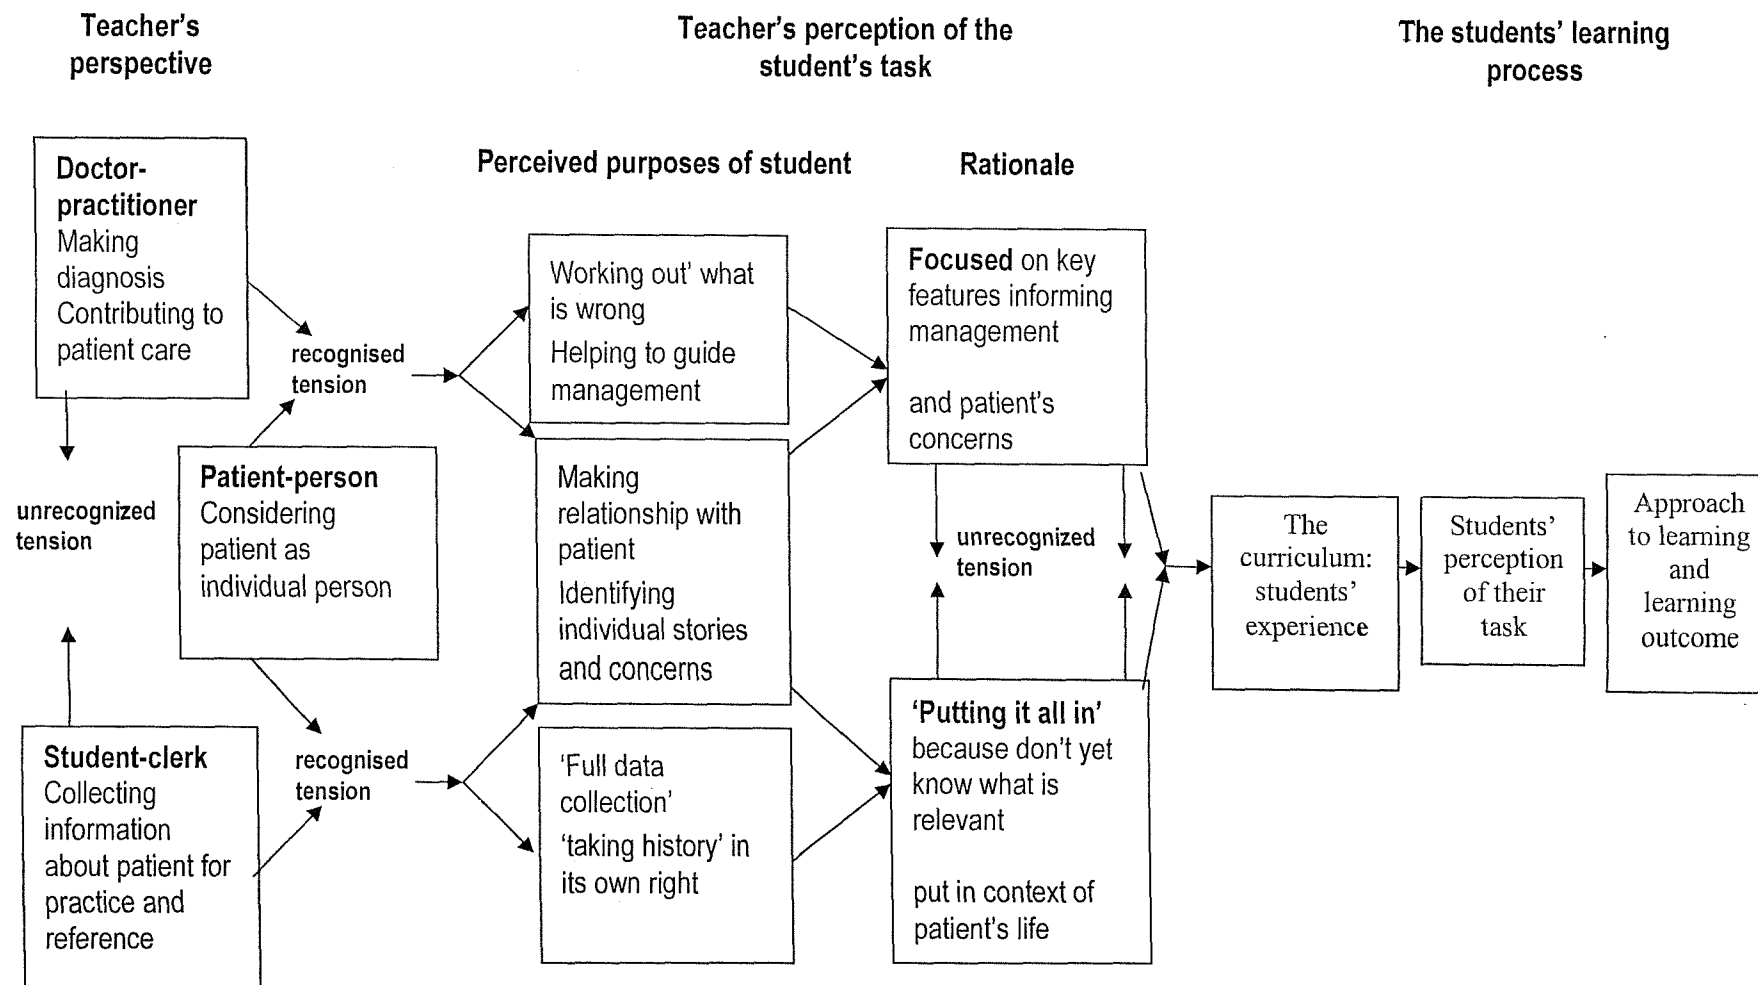 Teacher's
perspective
Teacher's perception of the
student's task
The students' learning
process
Perceived purposes of student
Rationale
Doctor-
practitioner
Making
diagnosis
Contributing to
patient care
recognised
tension
unrecognized
tension
Patient-person
Considering
patient as
individual person
Student-clerk
Collecting
information
about patient for
practice and
reference
recognised
tension
Working out' what
is wrong
Helping to guide
management
Making
relationship with
patient
Identifying
individual stories
and concerns
'Full data
collection'
'taking history' in
its own right
Focused on key
features informing
management
and patient's
concerns
unrecognized
tension
'Putting it all in'
because don't yet
know what is
relevant
put in context of
patient's life
The
curriculum:
students'
experience
Students'
perception
of their
task
Approach
to learning
and
learning
outcome